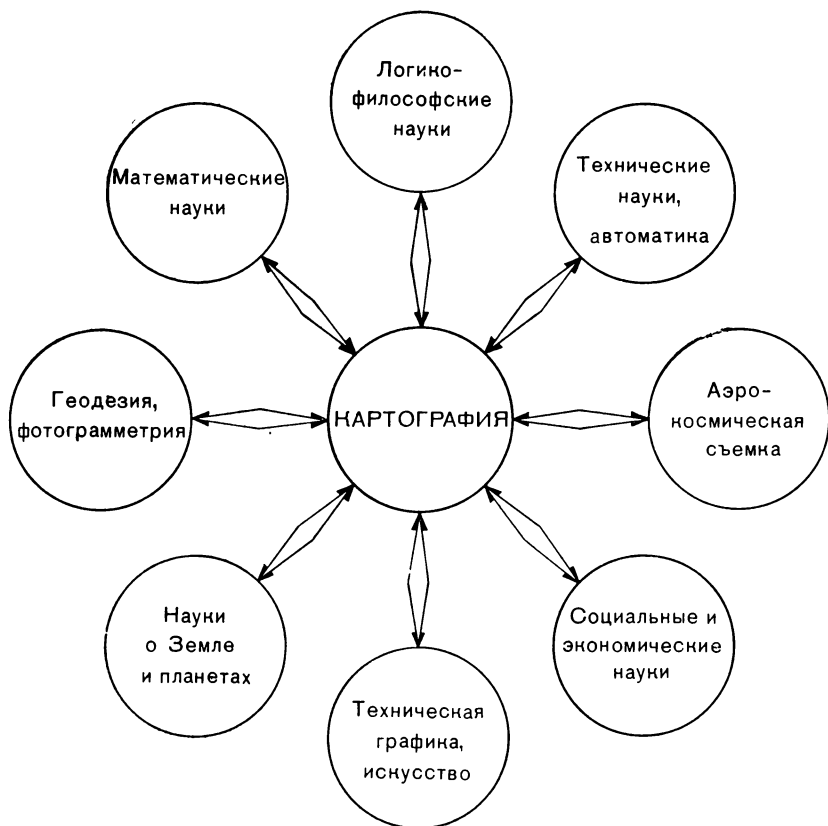 Логико-
философские
науки
Математические
науки
Технические
науки,
автоматика
Геодезия,
фотограмметрия
КАРТОГРАФИЯ
Аэро-
космическая
съемка
Науки
о Земле
и планетах
Социальные и
экономические
науки
Техническая
графика,
искусство